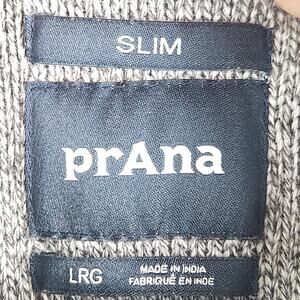 SLIM
prAna
LRG
MADE IN INDIA
FABRIQUÉ EN INDE